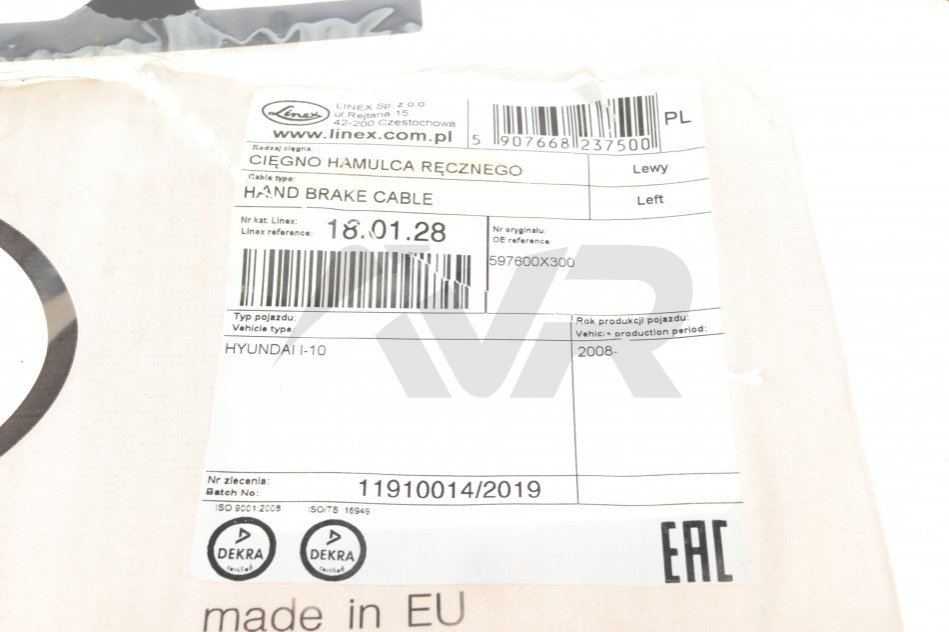 Linex
LINEX Sp. z o.o.
ul Rejtana 15
42-200 Częstochowa
www.linex.com.pl
5 907668 237500
PL
Rodzaj cięgna:
CIĘGNO HAMULCA RĘCZNEGO
Lewy
Cable type:
HAND BRAKE CABLE
Left
Nr kat. Linex:
Linex reference:
18.01.28
Nr oryginału:
OE reference
597600X300
Typ pojazdu:
Vehicle type
Rok produkcji pojazdu:
Vehicle production period:
HYUNDAI I-10
2008-
VR
Nr zlecenia:
Batch No:
11910014/2019
ISO 9001:2008
ISO/TS 16949
DEKRA
certified
DEKRA
certified
EAC
made in EU